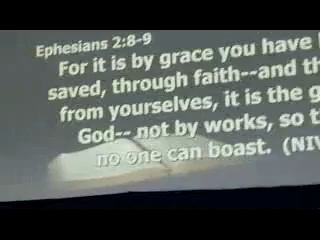 Ephesians 2:8-9
For it is by grace you have
saved, through faith--and th
from yourselves, it is the g
God-- not by works, so t
no one can boast. (NIV